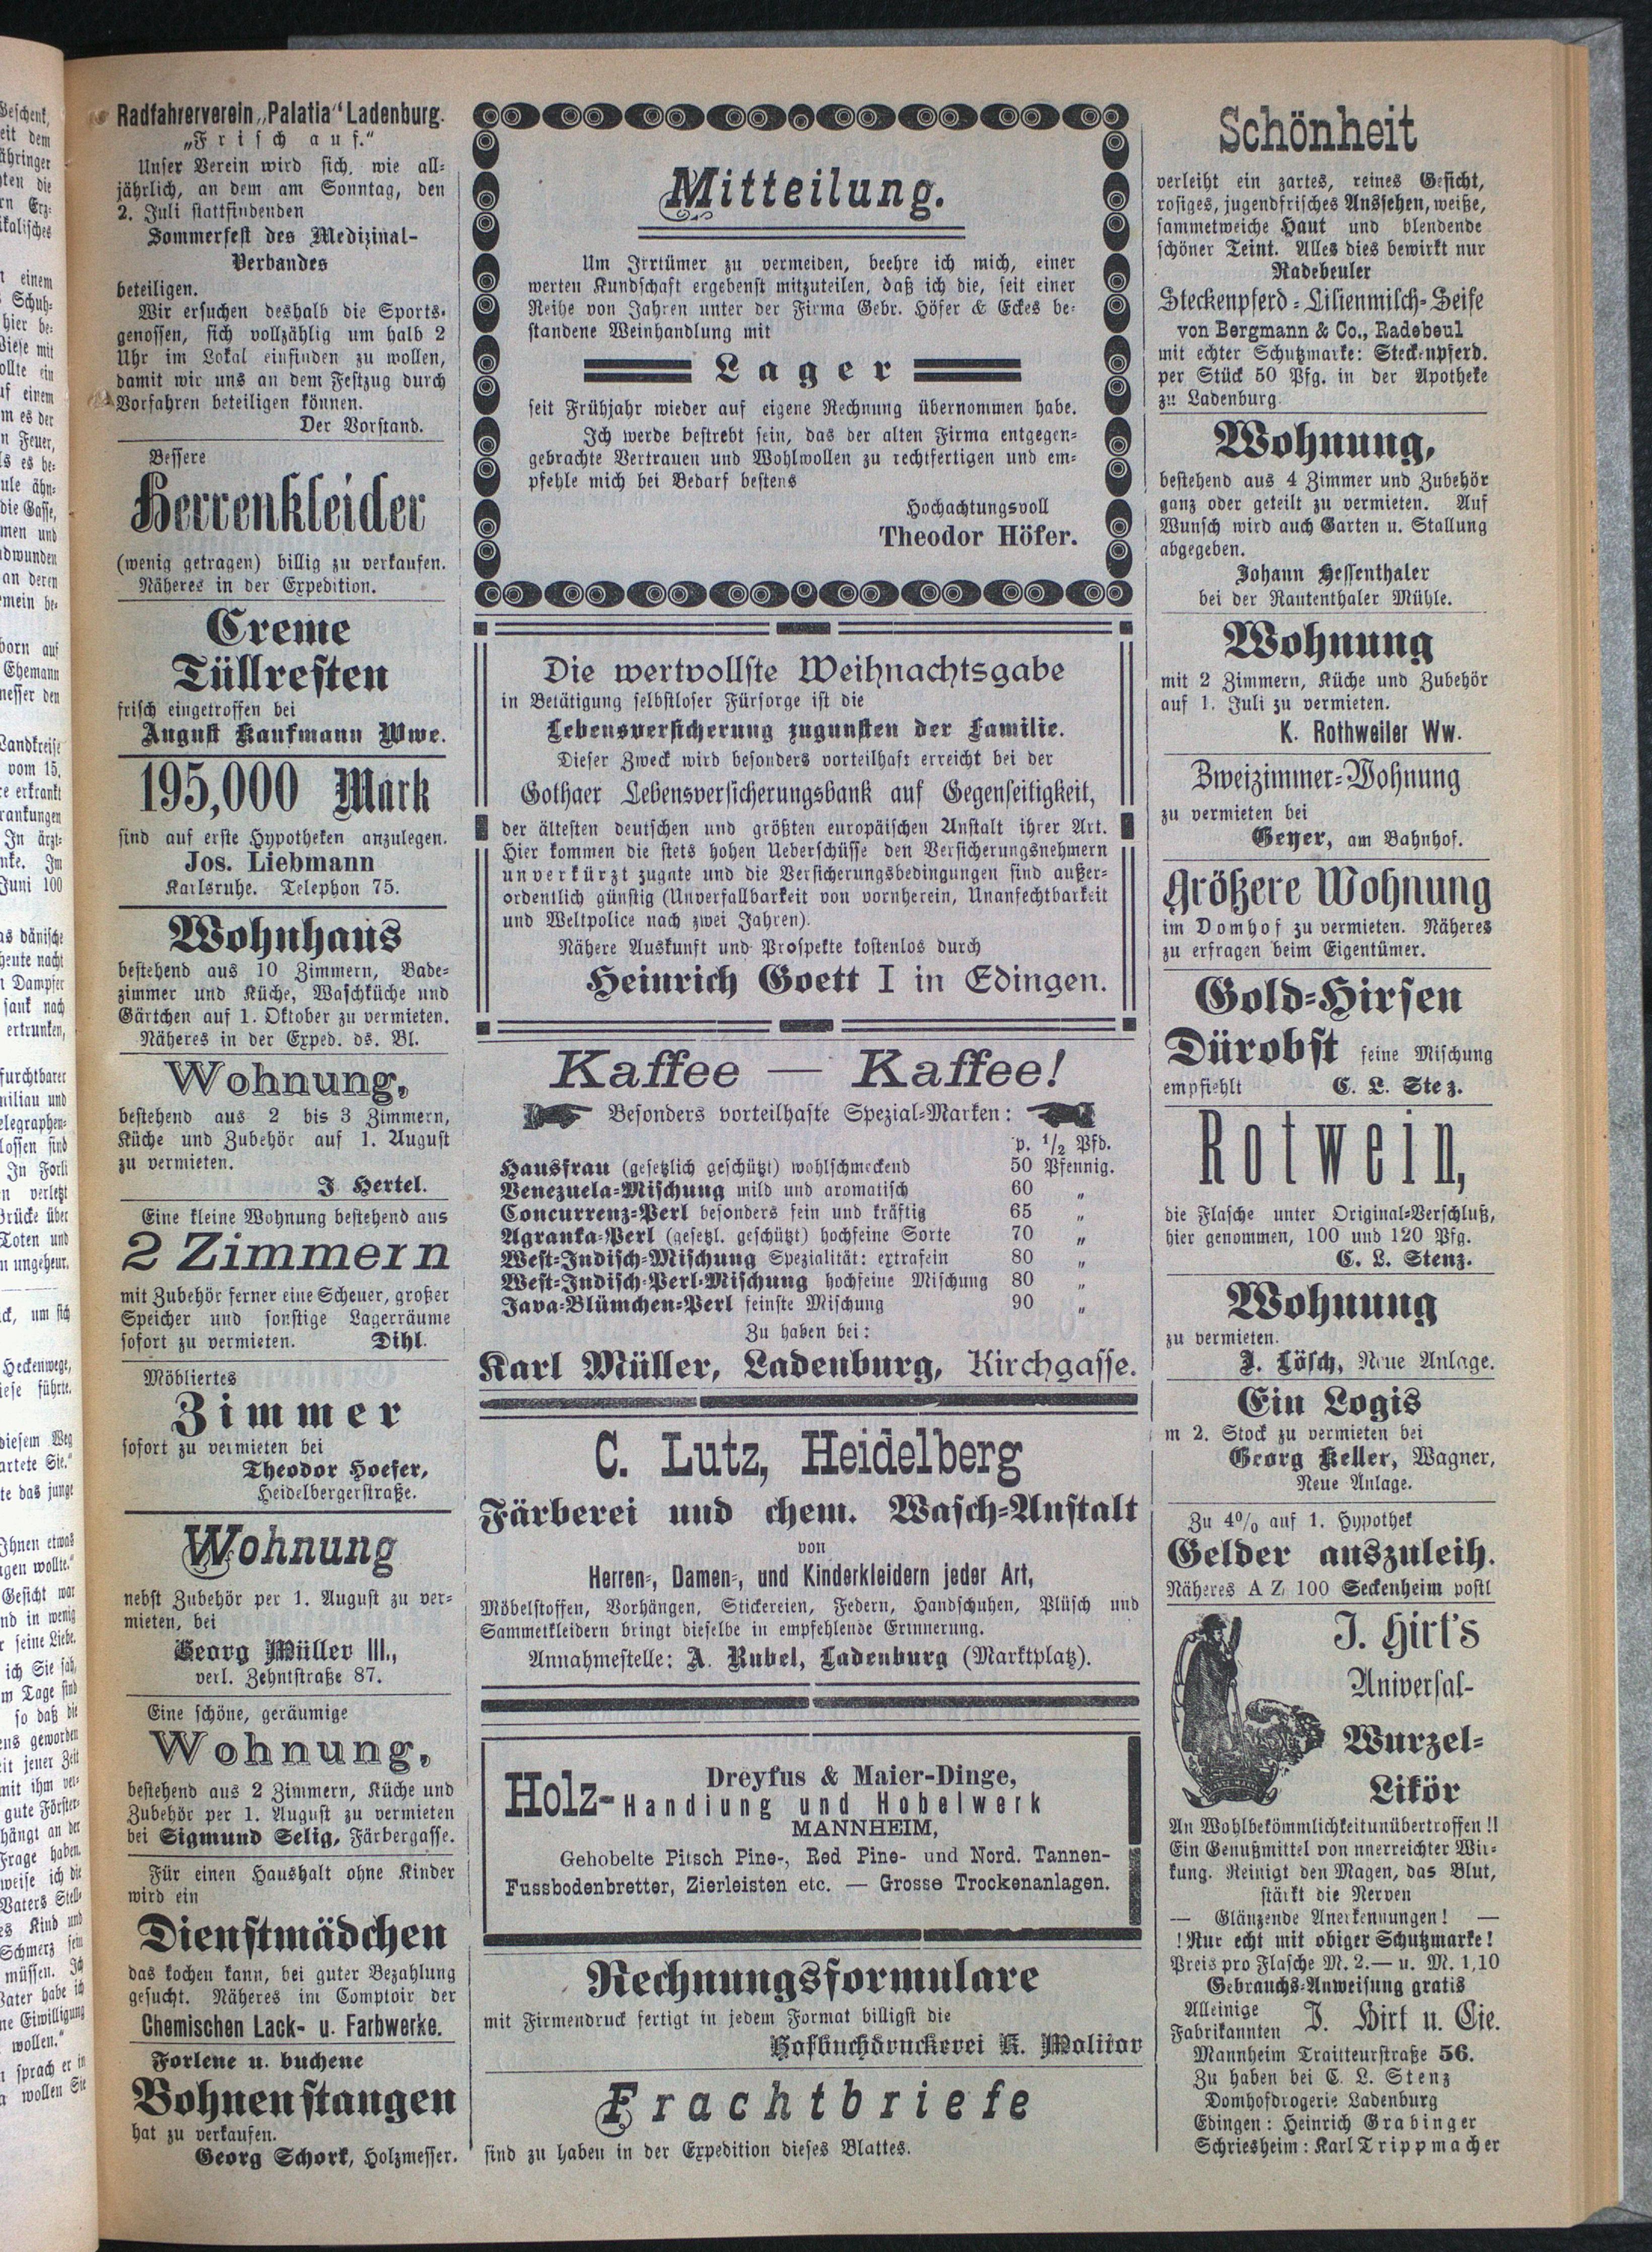 Radfahrerverein „Palatia“ Ladenburg.
„Frisch auf.“
Unser Verein wird sich, wie all-
jährlich, an dem am Sonntag, den
2. Juli stattfindenden
Sommerfest des Medizinal-
Verbandes
beteiligen.
Wir ersuchen deshalb die Sports-
genossen, sich vollzählig um halb 2
Uhr im Lokal einfinden zu wollen,
damit wir uns an dem Festzug durch
Vorfahren beteiligen können.
Der Vorstand.
Bessere
Herrenkleider
(wenig getragen) billig zu verkaufen.
Näheres in der Expedition.
Creme
Tüllresten
frisch eingetroffen bei
August Kaufmann Wwe.
195,000 Mark
sind auf erste Hypotheken anzulegen.
Jos. Liebmann
Karlsruhe. Telephon 75.
Wohnhaus
bestehend aus 10 Zimmern, Bade-
zimmer und Küche, Waschküche und
Gärtchen auf 1. Oktober zu vermieten.
Näheres in der Exped. ds. Bl.
Wohnung,
bestehend aus 2 bis 3 Zimmern,
Küche und Zubehör auf 1. August
zu vermieten.
J. Hertel.
Eine kleine Wohnung bestehend aus
2 Zimmern
mit Zubehör ferner eine Scheuer, großer
Speicher und sonstige Lagerräume
sofort zu vermieten. Dihl.
Möbliertes
Zimmer
sofort zu vermieten bei
Theodor Hoefer,
Heidelbergerstraße.
Wohnung
nebst Zubehör per 1. August zu ver-
mieten, bei
Georg Müller III.,
verl. Zehntstraße 87.
Eine schöne, geräumige
Wohnung,
bestehend aus 2 Zimmern, Küche und
Zubehör per 1. August zu vermieten
bei Sigmund Selig, Färbergasse.
Für einen Haushalt ohne Kinder
wird ein
Dienstmädchen
das kochen kann, bei guter Bezahlung
gesucht. Näheres im Comptoir der
Chemischen Lack- u. Farbwerke.
Forlene u. buchene
Bohnenstangen
hat zu verkaufen.
Georg Schork, Holzmesser.
Mitteilung.
Um Irrtümer zu vermeiden, beehre ich mich, einer
werten Kundschaft ergebenst mitzuteilen, daß ich die, seit einer
Reihe von Jahren unter der Firma Gebr. Höfer & Eckes be-
standene Weinhandlung mit
Lager
seit Frühjahr wieder auf eigene Rechnung übernommen habe.
Ich werde bestrebt sein, das der alten Firma entgegen-
gebrachte Vertrauen und Wohlwollen zu rechtfertigen und em-
pfehle mich bei Bedarf bestens
Hochachtungsvoll
Theodor Höfer.
Die wertvollste Weihnachtsgabe
in Betätigung selbstloser Fürsorge ist die
Lebensversicherung zugunsten der Familie.
Dieser Zweck wird besonders vorteilhaft erreicht bei der
Gothaer Lebensversicherungsbank auf Gegenseitigkeit,
der ältesten deutschen und größten europäischen Anstalt ihrer Art.
Hier kommen die stets hohen Ueberschüsse den Versicherungsnehmern
unverkürzt zugute und die Versicherungsbedingungen sind außer-
ordentlich günstig (Unverfallbarkeit von vornherein, Unanfechtbarkeit
und Weltpolice nach zwei Jahren).
Nähere Auskunft und Prospekte kostenlos durch
Heinrich Goett I in Edingen.
Kaffee — Kaffee!
Besonders vorteilhafte Spezial-Marken:
p. 1/2 Pfd.
Hausfrau (gesetzlich geschützt) wohlschmeckend 50 Pfennig.
Venezuela-Mischung mild und aromatisch 60 „
Concurrenz-Perl besonders fein und kräftig 65 „
Agranka-Perl (gesetzl. geschützt) hochfeine Sorte 70 „
West-Indisch-Mischung Spezialität: extrafein 80 „
West-Indisch-Perl-Mischung hochfeine Mischung 80 „
Java-Blümchen-Perl feinste Mischung 90 „
Zu haben bei:
Karl Müller, Ladenburg, Kirchgasse.
C. Lutz, Heidelberg
Färberei und chem. Wasch-Anstalt
von
Herren-, Damen-, und Kinderkleidern jeder Art,
Möbelstoffen, Vorhängen, Stickereien, Federn, Handschuhen, Plüsch und
Sammetkleidern bringt dieselbe in empfehlende Erinnerung.
Annahmestelle: A. Rubel, Ladenburg (Marktplatz).
Dreyfus & Maier-Dinge,
Holz-Handlung und Hobelwerk
MANNHEIM,
Gehobelte Pitsch Pine-, Red Pine- und Nord. Tannen-
Fussbodenbretter, Zierleisten etc. — Grosse Trockenanlagen.
Rechnungsformulare
mit Firmendruck fertigt in jedem Format billigst die
Hofbuchdruckerei K. Molitor
Frachtbriefe
sind zu haben in der Expedition dieses Blattes.
Schönheit
verleiht ein zartes, reines Gesicht,
rosiges, jugendfrisches Aussehen, weiße,
sammetweiche Haut und blendende
schöner Teint. Alles dies bewirkt nur
Radebeuler
Steckenpferd-Lilienmilch-Seife
von Bergmann & Co., Radebeul
mit echter Schutzmarke: Steckenpferd.
per Stück 50 Pfg. in der Apotheke
zu Ladenburg.
Wohnung,
bestehend aus 4 Zimmer und Zubehör
ganz oder geteilt zu vermieten. Auf
Wunsch wird auch Garten u. Stallung
abgegeben.
Johann Hessenthaler
bei der Rautenthaler Mühle.
Wohnung
mit 2 Zimmern, Küche und Zubehör
auf 1. Juli zu vermieten.
K. Rothweiler Ww.
Zweizimmer-Wohnung
zu vermieten bei
Geyer, am Bahnhof.
Größere Wohnung
im Domhof zu vermieten. Näheres
zu erfragen beim Eigentümer.
Gold-Hirsen
Dürobst feine Mischung
empfiehlt C. L. Stez.
Rotwein,
die Flasche unter Original-Verschluß,
hier genommen, 100 und 120 Pfg.
C. L. Stenz.
Wohnung
zu vermieten.
J. Lösch, Neue Anlage.
Ein Logis
m 2. Stock zu vermieten bei
Georg Keller, Wagner,
Neue Anlage.
Zu 4% auf 1. Hypothek
Gelder auszuleih.
Näheres A Z 100 Seckenheim postl
J. Hirt's
Universal-
Wurzel-
Likör
An Wohlbekömmlichkeit unübertroffen!!
Ein Genußmittel von unerreichter Wir-
kung. Reinigt den Magen, das Blut,
stärkt die Nerven
— Glänzende Anerkennungen! —
!Nur echt mit obiger Schutzmarke!
Preis pro Flasche M. 2.— u. M. 1,10
Gebrauchs-Anweisung gratis
Alleinige
Fabrikannten J. Hirt u. Cie.
Mannheim Traitteurstraße 56.
Zu haben bei C. L. Stenz
Domhofdrogerie Ladenburg
Edingen: Heinrich Grabinger
Schriesheim: Karl Trippmacher